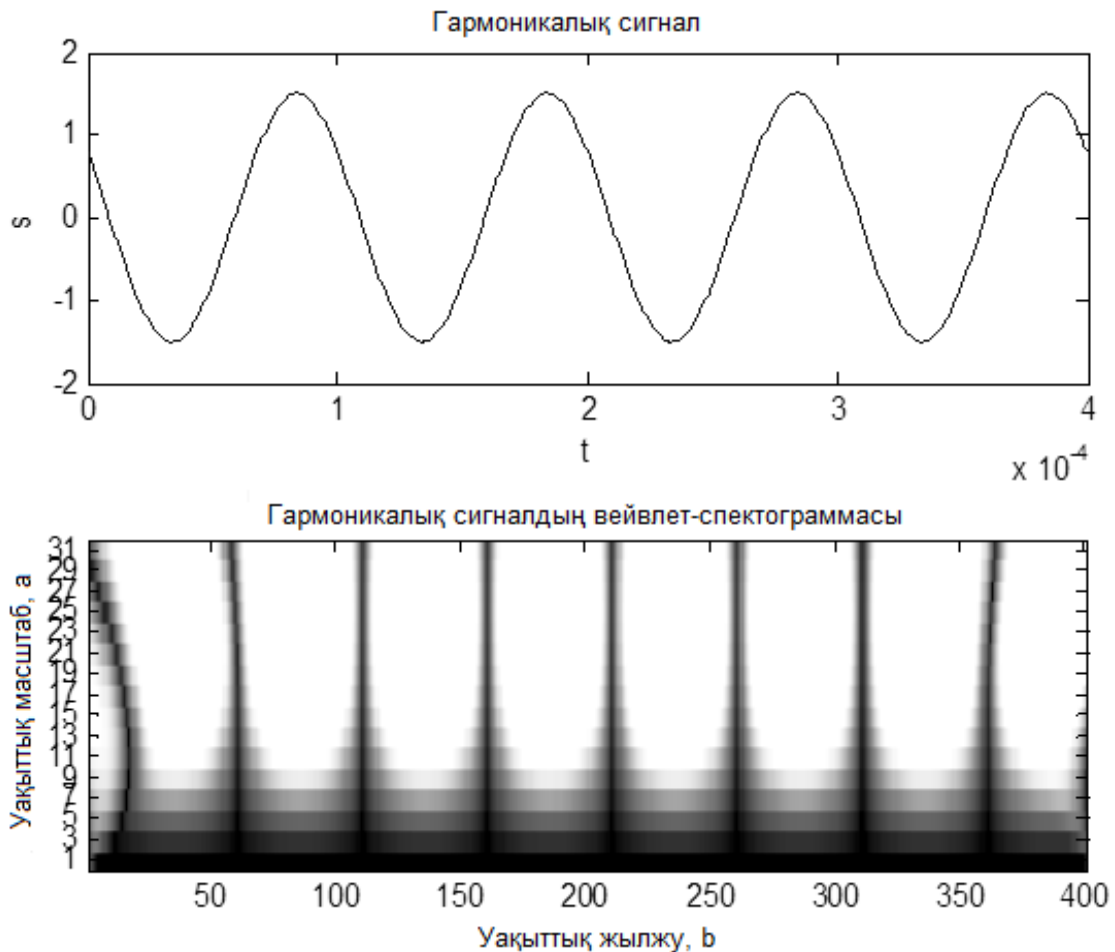 Гармоникалық сигнал
2
1
0
-1
-2
s
0 1 2 3 4
t
x 10⁻⁴
Гармоникалық сигналдың вейвлет-спектограммасы
31
29
27
25
23
21
19
17
15
13
11
9
7
5
3
1
Уақыттық масштаб, a
50 100 150 200 250 300 350 400
Уақыттық жылжу, b